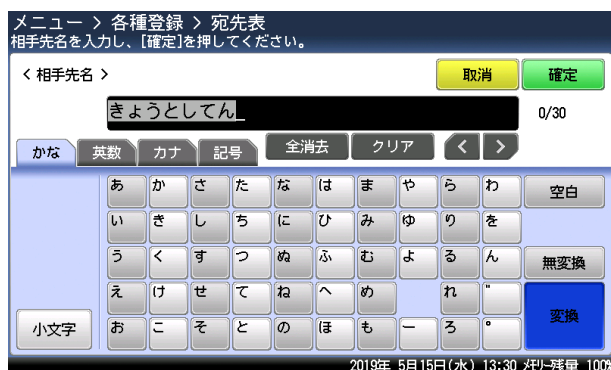 メニュー > 各種登録 > 宛先表
相手先名を入力し、[確定]を押してください。
< 相手先名 >
取消
確定
きょうとしてん_
0/30
かな
英数
カナ
記号
全消去
クリア
<
>
あ か さ た な は ま や ら わ
空白
い き し ち に ひ み ゆ り を
う く す つ ぬ ふ む よ る ん
無変換
え け せ て ね へ め れ ゛
変換
小文字
お こ そ と の ほ も ー ろ ゜
2019年 5月15日(水) 13:30 メモリー残量 100%